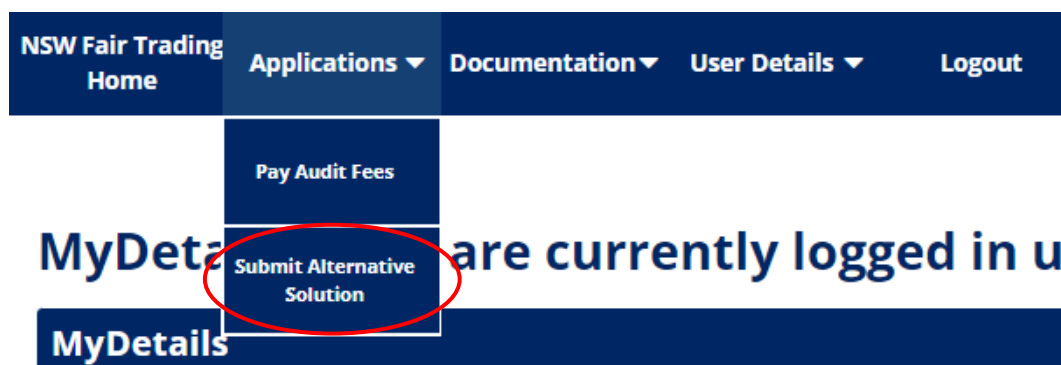 NSW Fair Trading
Home
Applications
Documentation
User Details
Logout
Pay Audit Fees
Submit Alternative
Solution
MyDeta are currently logged in u
MyDetails